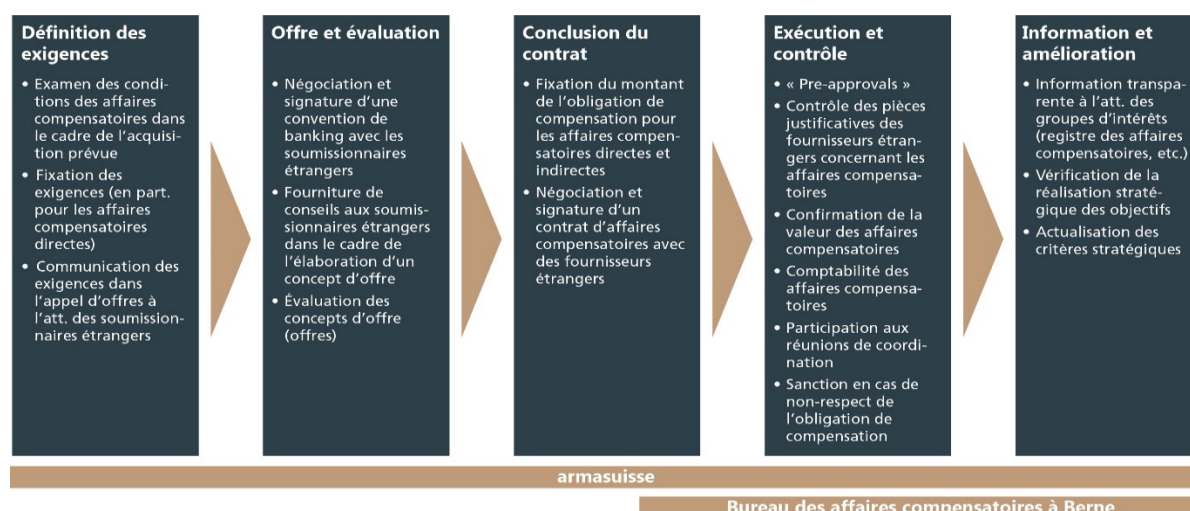 Définition des
exigences
• Examen des condi-
tions des affaires
compensatoires dans
le cadre de l'acquisi-
tion prévue
• Fixation des
exigences (en part.
pour les affaires
compensatoires
directes)
• Communication des
exigences dans
l'appel d'offres à
l'att. des soumission-
naires étrangers
Offre et évaluation
• Négociation et
signature d'une
convention de
banking avec les
soumissionnaires
étrangers
• Fourniture de
conseils aux soumis-
sionnaires étrangers
dans le cadre de
l'élaboration d'un
concept d'offre
• Évaluation des
concepts d'offre
(offres)
Conclusion du
contrat
• Fixation du montant
de l'obligation de
compensation pour
les affaires compen-
satoires directes et
indirectes
• Négociation et
signature d'un
contrat d'affaires
compensatoires avec
des fournisseurs
étrangers
Exécution et
contrôle
• « Pre-approvals »
• Contrôle des pièces
justificatives des
fournisseurs étran-
gers concernant les
affaires compensa-
toires
• Confirmation de la
valeur des affaires
compensatoires
• Comptabilité des
affaires compensa-
toires
• Participation aux
réunions de coordi-
nation
• Sanction en cas de
non-respect de
l'obligation de
compensation
Information et
amélioration
• Information transpa-
rente à l'att. des
groupes d'intérêts
(registre des affaires
compensatoires, etc.)
• Vérification de la
réalisation straté-
gique des objectifs
• Actualisation des
critères stratégiques
armasuisse
Bureau des affaires compensatoires à Berne